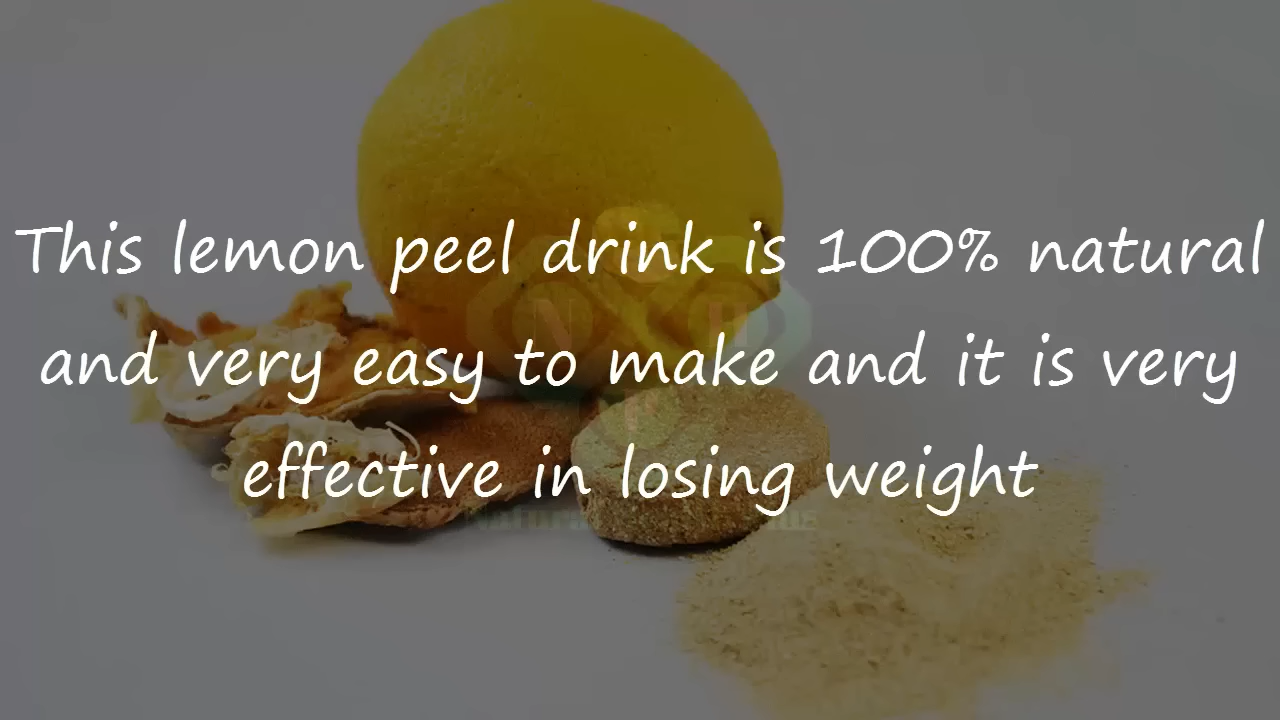 This lemon peel drink is 100% natural
and very easy to make and it is very
effective in losing weight